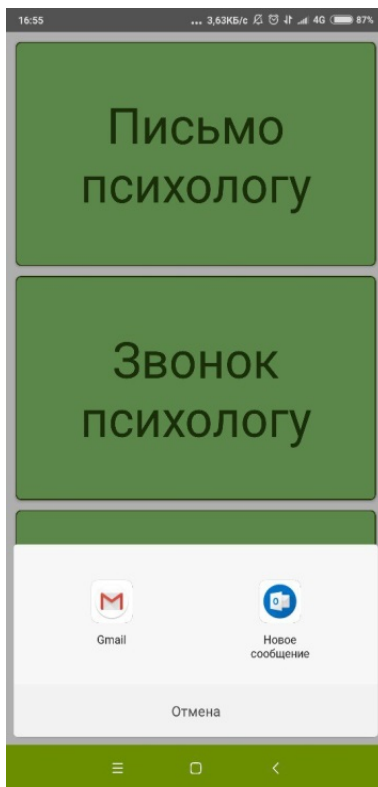 16:55 ... 3,63КБ/с 4G 87%
Письмо
психологу
Звонок
психологу
Gmail
Новое
сообщение
Отмена